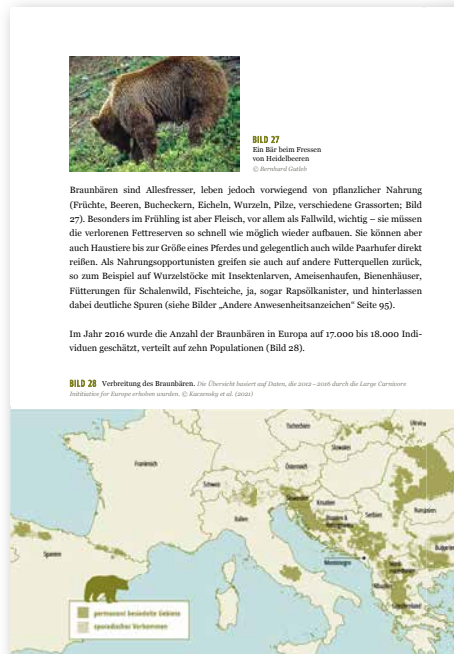 BILD 27
Ein Bär beim Fressen
von Heidelbeeren
© Bernhard Gutleb
Braunbären sind Allesfresser, leben jedoch vorwiegend von pflanzlicher Nahrung
(Früchte, Beeren, Bucheckern, Eicheln, Wurzeln, Pilze, verschiedene Grassorten; Bild
27). Besonders im Frühling ist aber Fleisch, vor allem als Fallwild, wichtig – sie müssen
die verlorenen Fettreserven so schnell wie möglich wieder aufbauen. Sie können aber
auch Haustiere bis zur Größe eines Pferdes und gelegentlich auch wilde Paarhufer direkt
reißen. Als Nahrungsopportunisten greifen sie auch auf andere Futterquellen zurück,
so zum Beispiel auf Wurzelstöcke mit Insektenlarven, Ameisenhaufen, Bienenhäuser,
Fütterungen für Schalenwild, Fischteiche, ja, sogar Rapsölkanister, und hinterlassen
dabei deutliche Spuren (siehe Bilder „Andere Anwesenheitsanzeichen“ Seite 95).
Im Jahr 2016 wurde die Anzahl der Braunbären in Europa auf 17.000 bis 18.000 Indi-
viduen geschätzt, verteilt auf zehn Populationen (Bild 28).
BILD 28 Verbreitung des Braunbären. Die Übersicht basiert auf Daten, die 2012–2016 durch die Large Carnivore
Inititiative for Europe erhoben wurden. © Kaczensky et al. (2021)
Tschechien
Ukraine
Slowakei
Frankreich
Österreich
Schweiz
Slowenien
Rumänien
Kroatien
Italien
Bosnien &
Serbien
Bulgarien
Spanien
Montenegro
Albanien
Griechenland
permanent besiedelte Gebiete
sporadisches Vorkommen